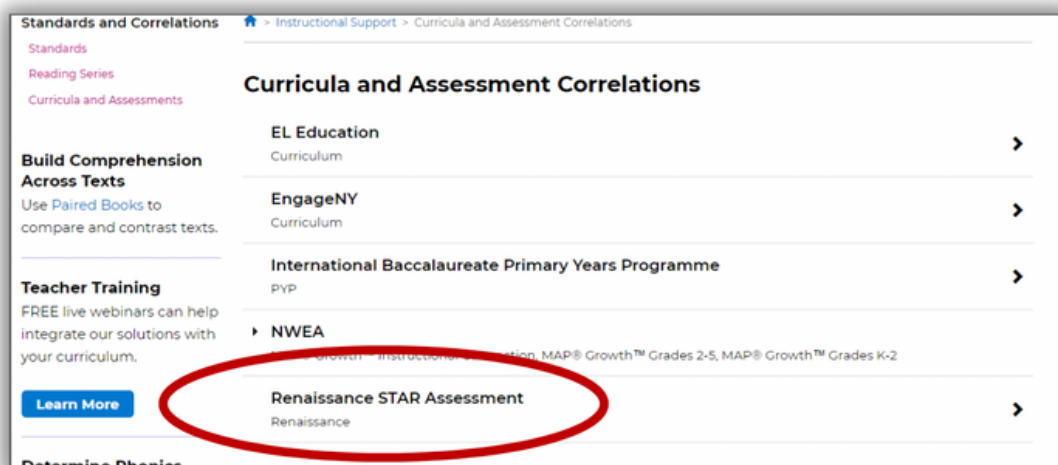 Standards and Correlations
Standards
Reading Series
Curricula and Assessments
Build Comprehension
Across Texts
Use Paired Books to
compare and contrast texts.
Teacher Training
FREE live webinars can help
integrate our solutions with
your curriculum.
Learn More
> Instructional Support > Curricula and Assessment Correlations
Curricula and Assessment Correlations
EL Education
Curriculum
EngageNY
Curriculum
International Baccalaureate Primary Years Programme
PYP
NWEA
Growth™ Instructional MAP® Growth™ Grades 2-5, MAP® Growth™ Grades K-2
Renaissance STAR Assessment
Renaissance